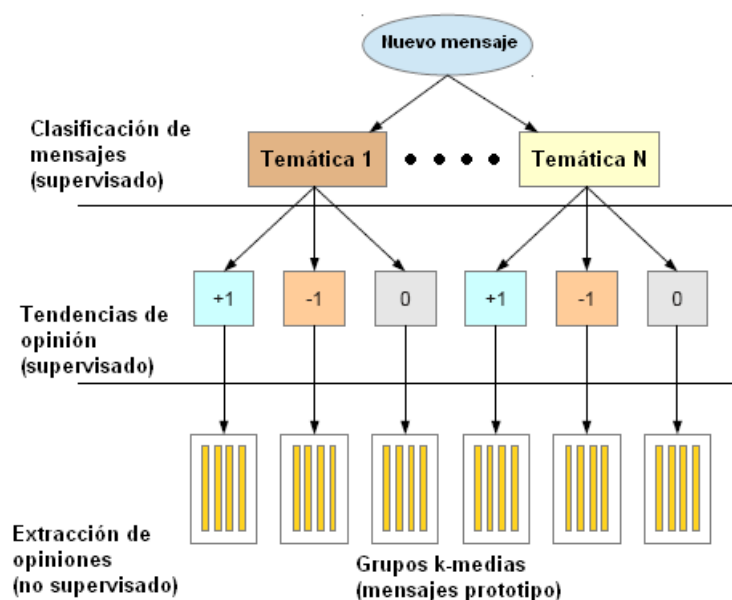 Nuevo mensaje
Clasificación de
mensajes
(supervisado)
Temática 1
Temática N
+1
-1
0
+1
-1
0
Tendencias de
opinión
(supervisado)
Extracción de
opiniones
(no supervisado)
Grupos k-medias
(mensajes prototipo)